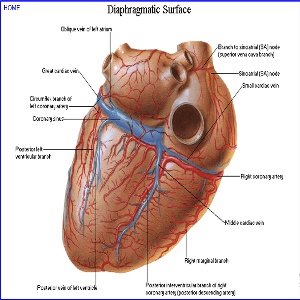 HOME
Diaphragmatic Surface
Oblique vein of left atrium
Branch to sinoatrial (SA) node
(superior vena cava branch)
Great cardiac vein
Sinoatrial (SA) node
Small cardiac vein
Circumflex branch of
left coronary artery
Coronary sinus
Posterior left
ventricular branch
Right coronary artery
Middle cardiac vein
Right marginal branch
Posterior vein of left ventricle
Posterior interventricular branch of right
coronary artery (posterior descending artery)